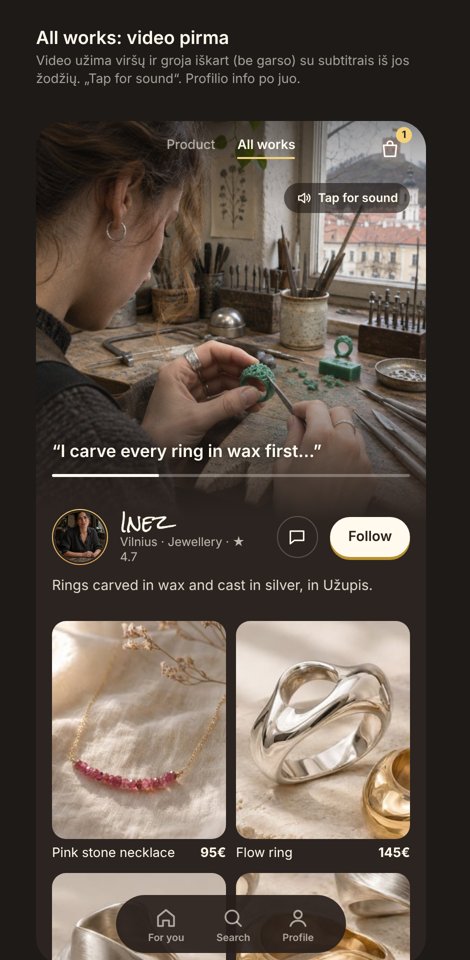 All works: video pirma
Video užima viršų ir groja iškart (be garso) su subtitrais iš jos
žodžių. „Tap for sound“. Profilio info po juo.
Product
All works
1
Tap for sound
“I carve every ring in wax first…”
Inez
Vilnius · Jewellery · ★
4.7
Follow
Rings carved in wax and cast in silver, in Užupis.
Pink stone necklace 95€
Flow ring 145€
For you
Search
Profile